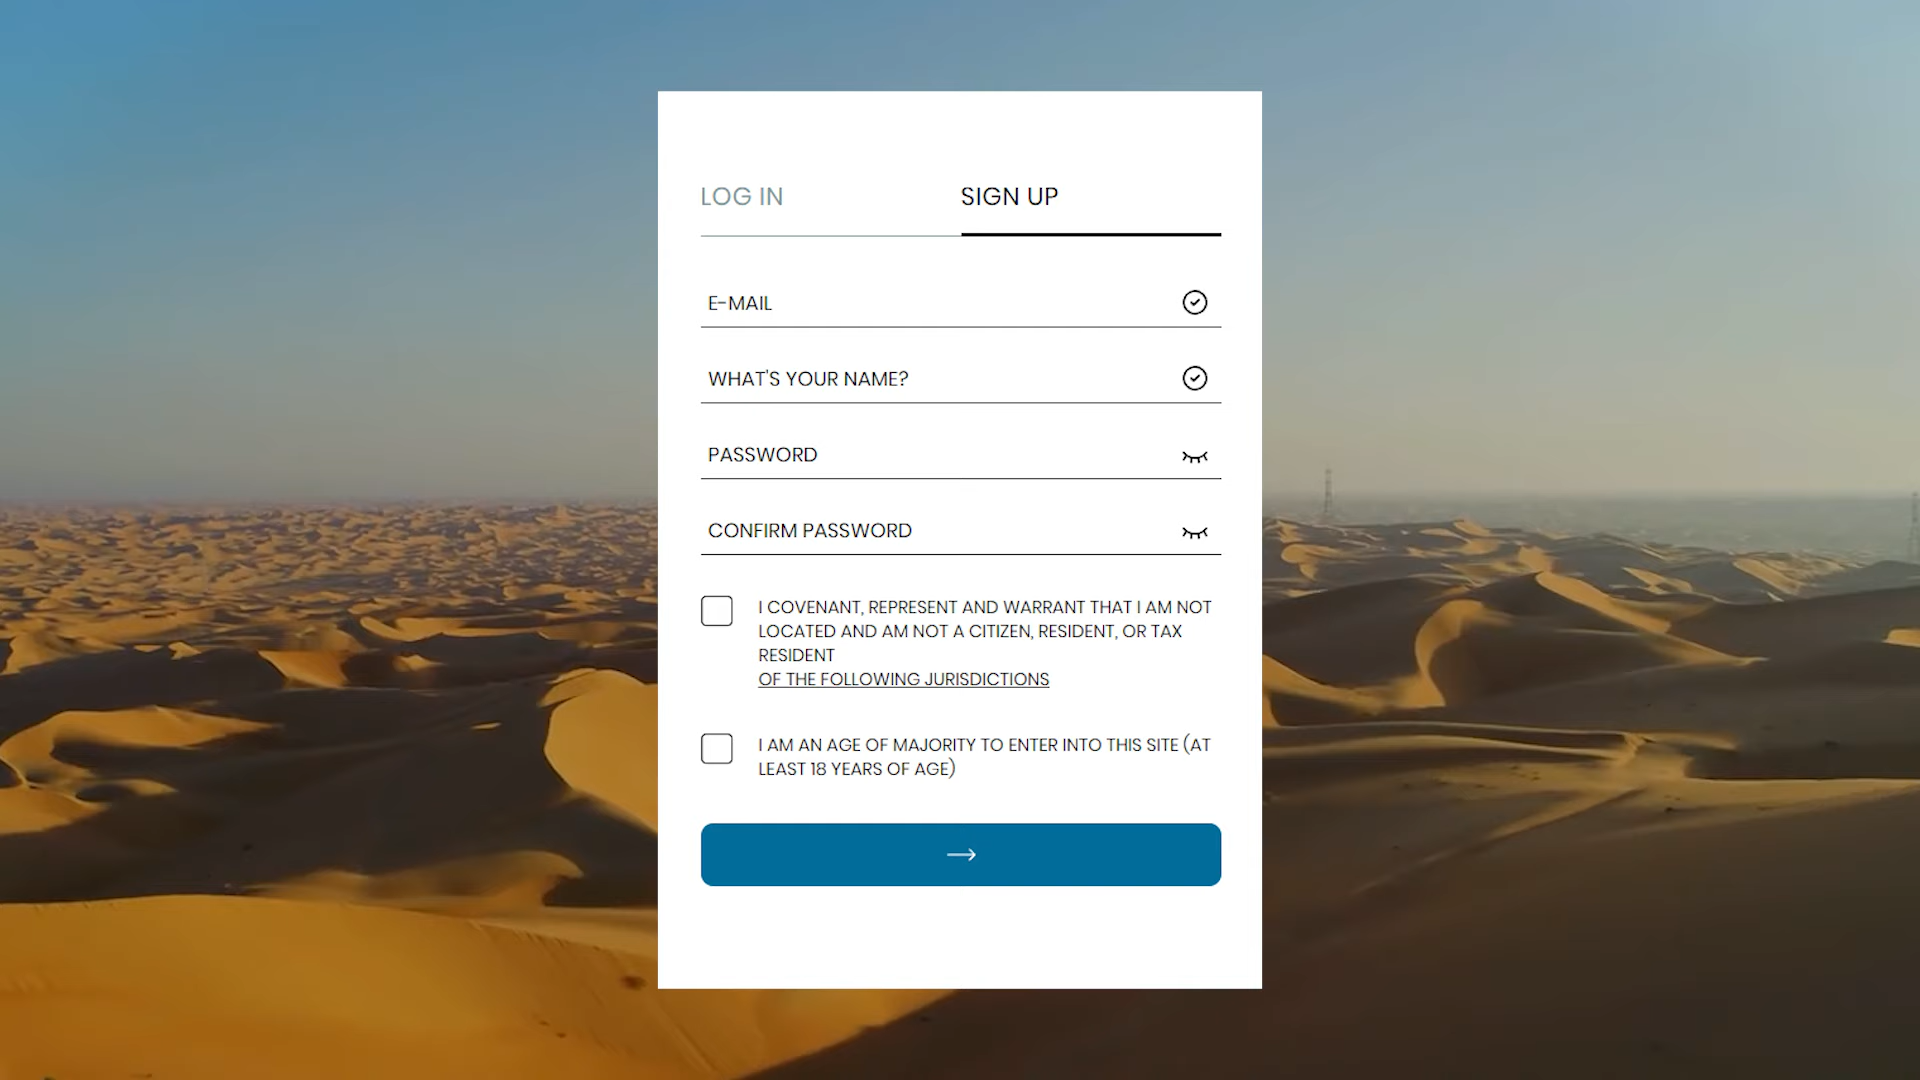 LOG IN
SIGN UP
E-MAIL
WHAT'S YOUR NAME?
PASSWORD
CONFIRM PASSWORD
I COVENANT, REPRESENT AND WARRANT THAT I AM NOT
LOCATED AND AM NOT A CITIZEN, RESIDENT, OR TAX
RESIDENT
OF THE FOLLOWING JURISDICTIONS
I AM AN AGE OF MAJORITY TO ENTER INTO THIS SITE (AT
LEAST 18 YEARS OF AGE)